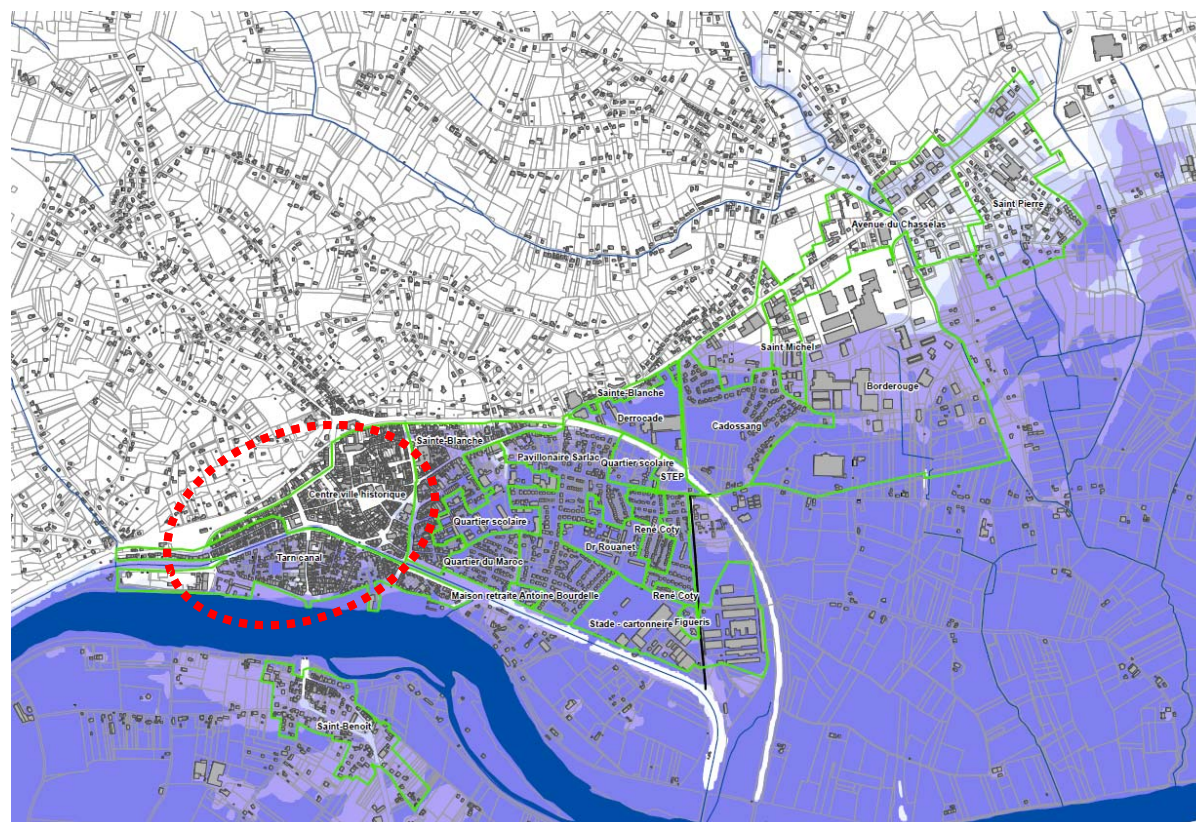 Saint Pierre
Avenue du Chasselas
Saint Michel
Borderouge
Sainte-Blanche
Derrocade
Cadossang
Sainte-Blanche
Pavillonaire Sarlac
Quartier scolaire
STEP
Centre ville historique
Quartier scolaire
René Coty
Dr Rouanet
Tarn canal
Quartier du Maroc
Maison retraite Antoine Bourdelle
René Coty
Stade - cartonneire
Figuéris
Saint-Benoit